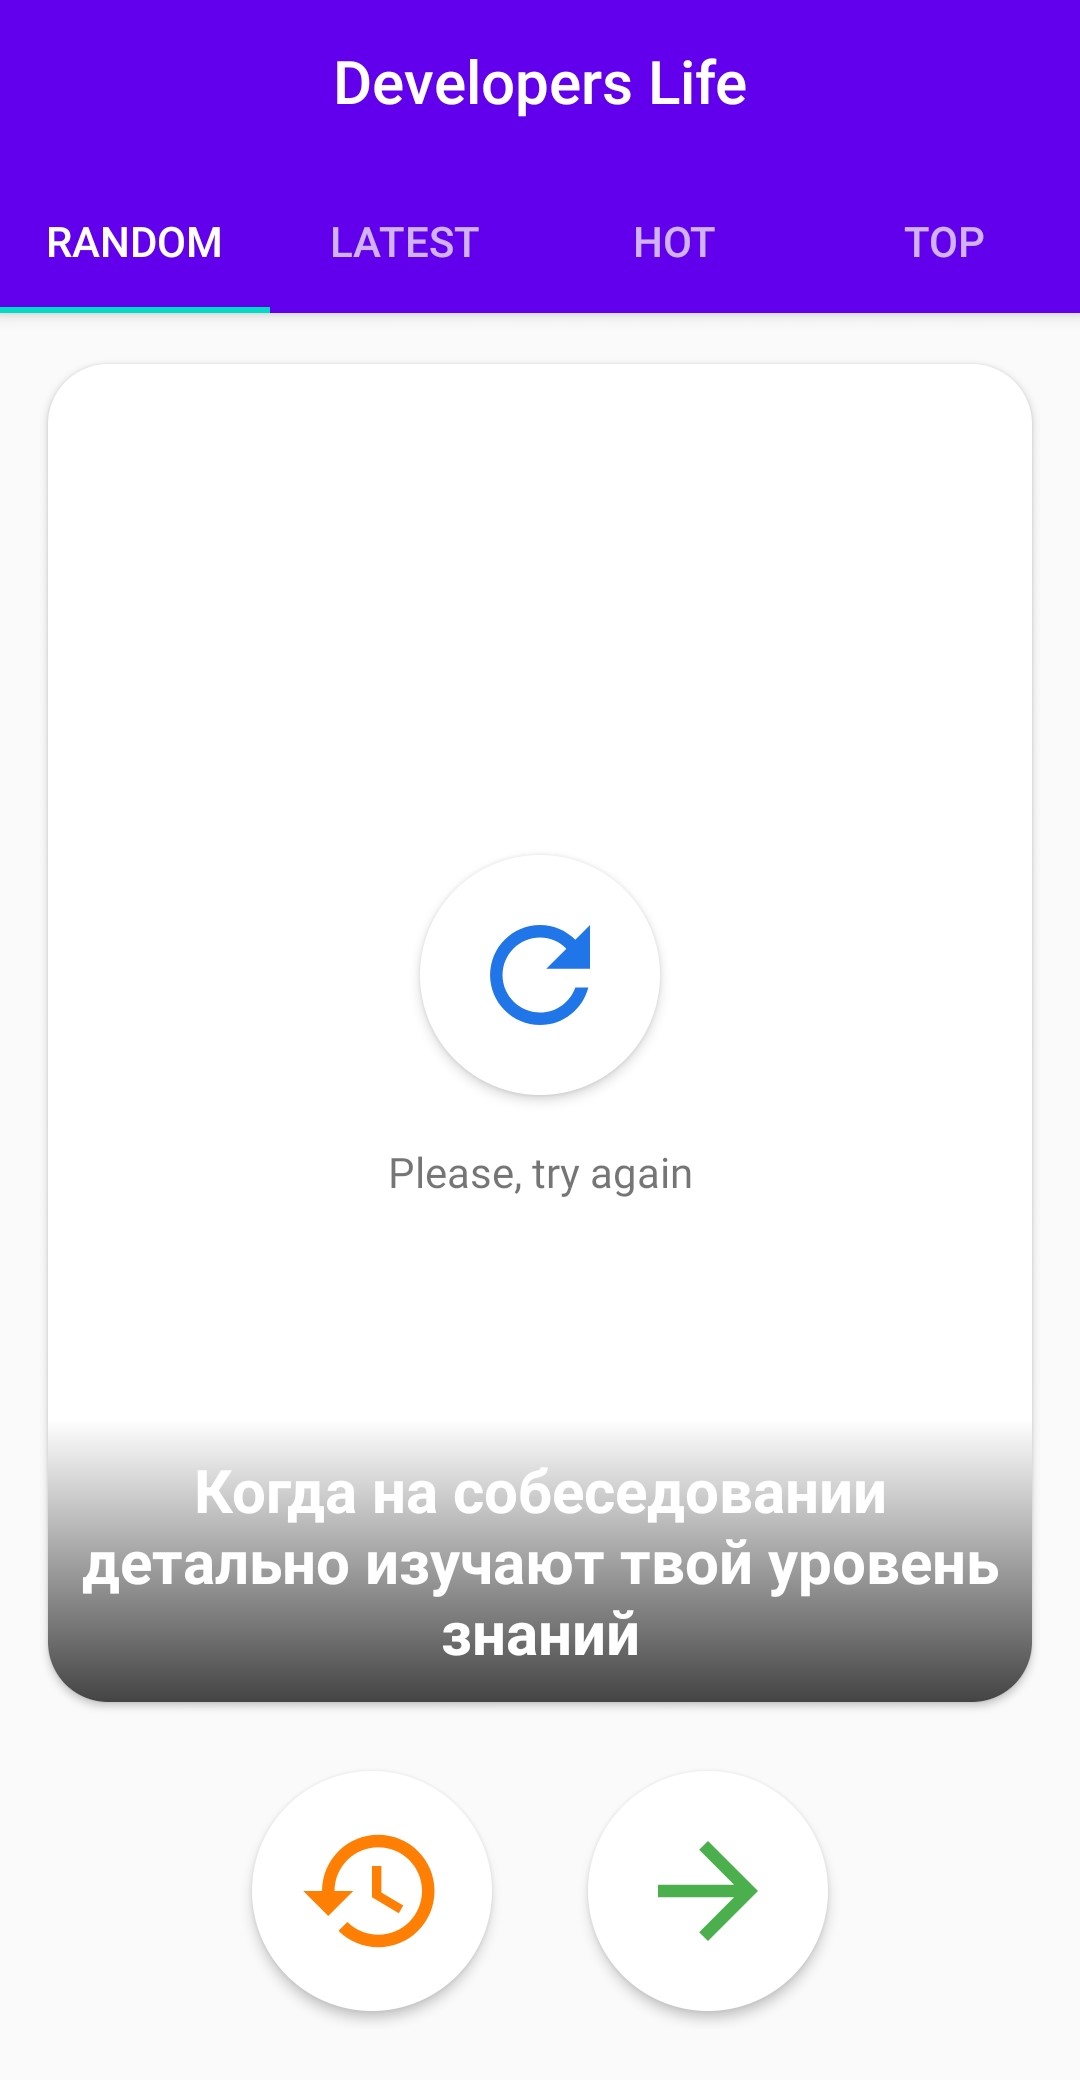 Developers Life
RANDOM
LATEST
HOT
TOP
Please, try again
Когда на собеседовании
детально изучают твой уровень
знаний